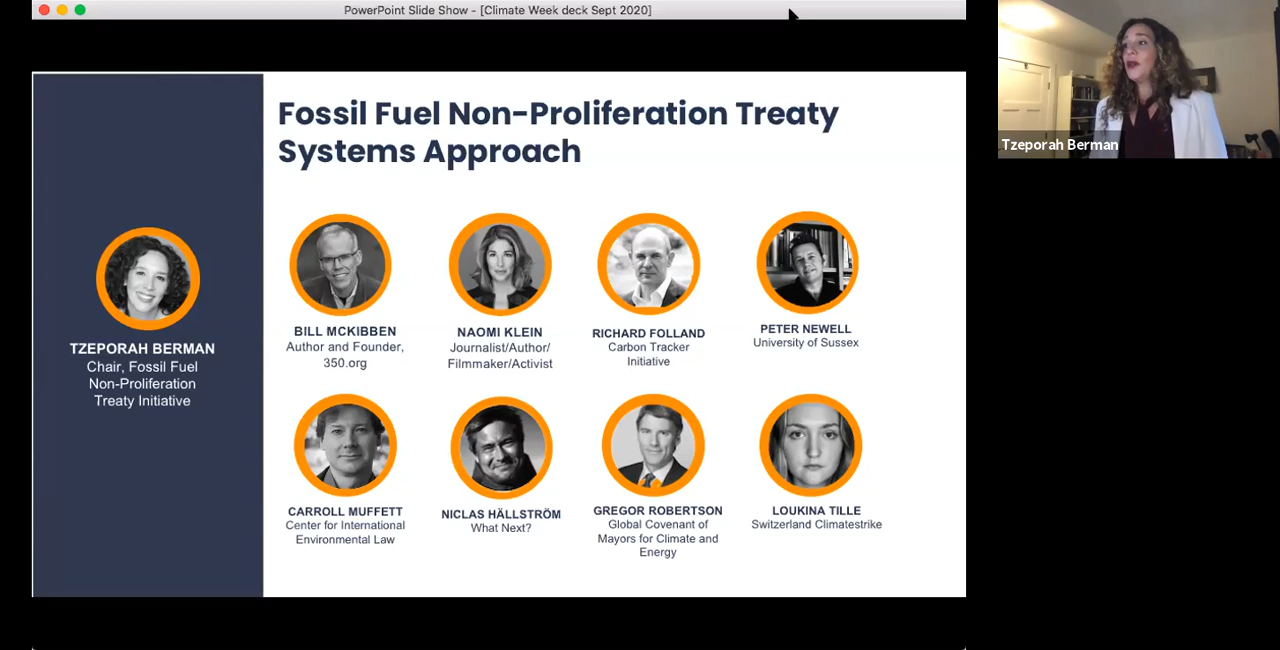 PowerPoint Slide Show - [Climate Week deck Sept 2020]
Fossil Fuel Non-Proliferation Treaty
Systems Approach
TZEPORAH BERMAN
Chair, Fossil Fuel
Non-Proliferation
Treaty Initiative
BILL MCKIBBEN
Author and Founder,
350.org
NAOMI KLEIN
Journalist/Author/
Filmmaker/Activist
RICHARD FOLLAND
Carbon Tracker
Initiative
PETER NEWELL
University of Sussex
CARROLL MUFFETT
Center for International
Environmental Law
NICLAS HÄLLSTRÖM
What Next?
GREGOR ROBERTSON
Global Covenant of
Mayors for Climate and
Energy
LOUKINA TILLE
Switzerland Climatestrike
Tzeporah Berman